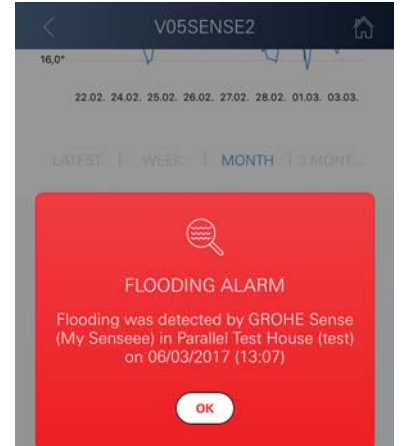 V05SENSE2
16,0°
22.02. 24.02. 25.02. 26.02. 27.02. 28.02. 01.03. 03.03.
LATEST | WEEK | MONTH | 3 MONT...
FLOODING ALARM
Flooding was detected by GROHE Sense
(My Senseee) in Parallel Test House (test)
on 06/03/2017 (13:07)
OK